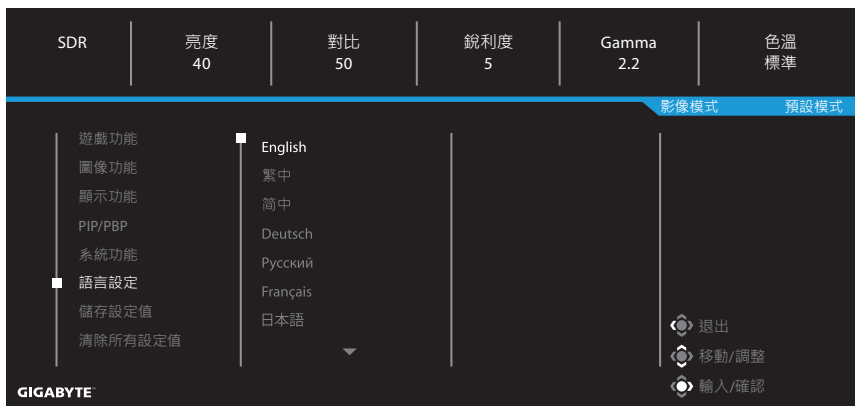 SDR
亮度
40
對比
50
銳利度
5
Gamma
2.2
色溫
標準
影像模式
預設模式
遊戲功能
圖像功能
顯示功能
PIP/PBP
系統功能
語言設定
儲存設定值
清除所有設定值
English
繁中
简中
Deutsch
Русский
Français
日本語
退出
移動/調整
輸入/確認
GIGABYTE™